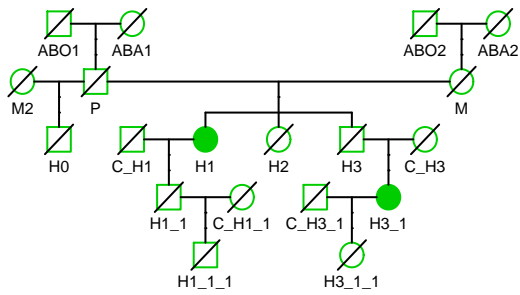 ABO1 ABA1 ABO2 ABA2
M2 P M
H0 C_H1 H1 H2 H3 C_H3
H1_1 C_H1_1 C_H3_1 H3_1
H1_1_1 H3_1_1